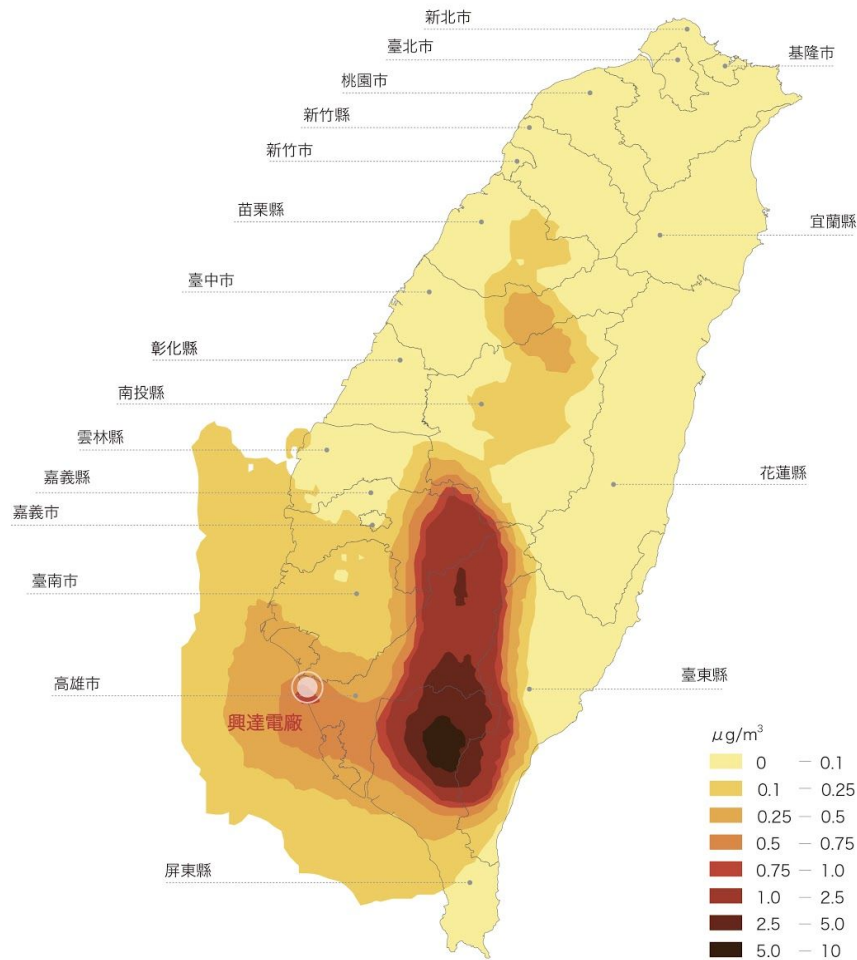 新北市
臺北市
基隆市
桃園市
新竹縣
新竹市
苗栗縣
宜蘭縣
臺中市
彰化縣
南投縣
雲林縣
嘉義縣
花蓮縣
嘉義市
臺南市
高雄市
臺東縣
興達電廠
屏東縣
μg/m³
0 — 0.1
0.1 — 0.25
0.25 — 0.5
0.5 — 0.75
0.75 — 1.0
1.0 — 2.5
2.5 — 5.0
5.0 — 10